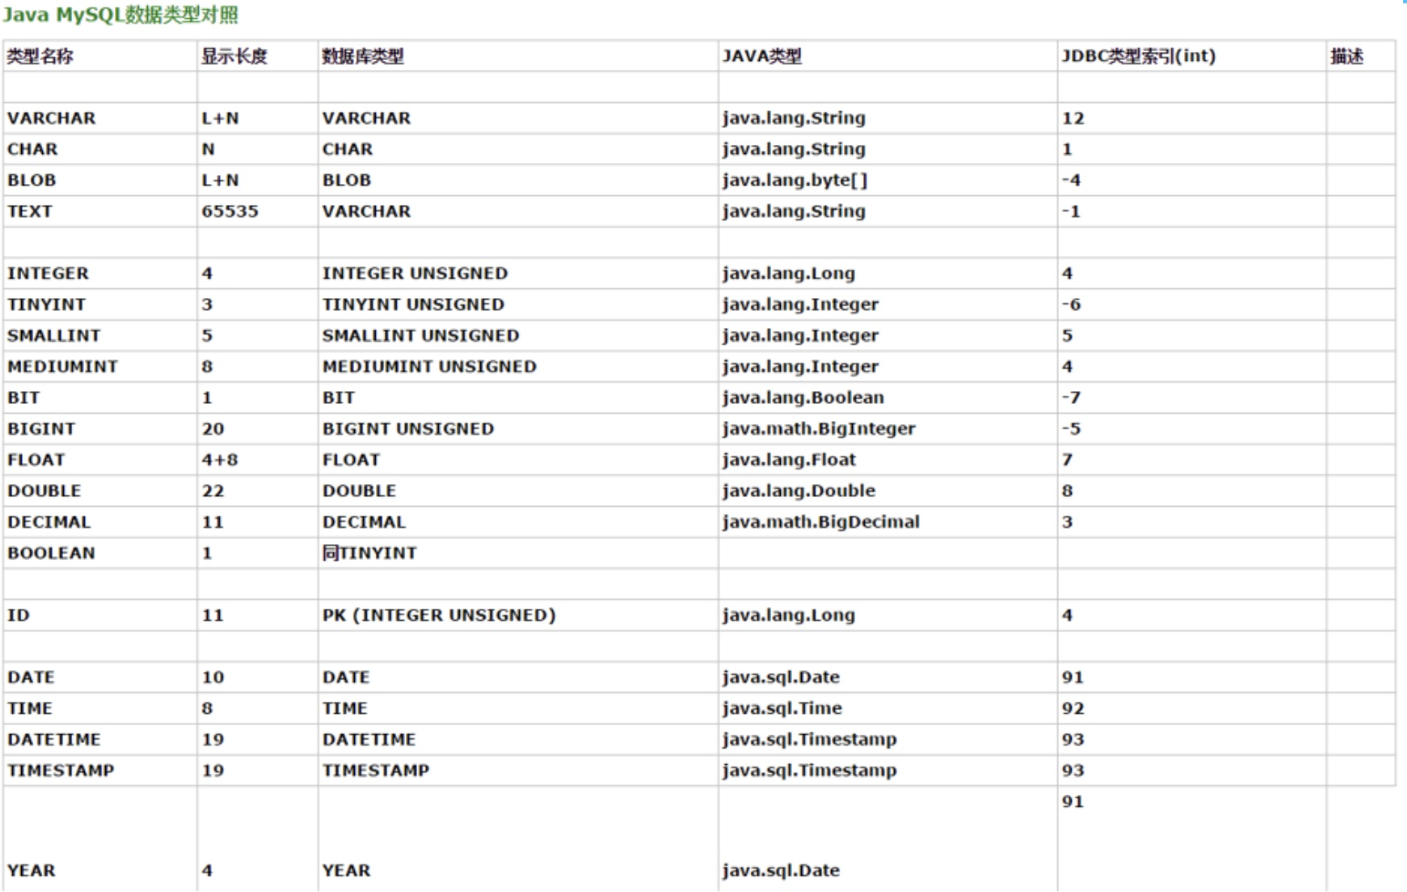 Java MySQL数据类型对照
类型名称 显示长度 数据库类型 JAVA类型 JDBC类型索引(int) 描述
VARCHAR L+N VARCHAR java.lang.String 12
CHAR N CHAR java.lang.String 1
BLOB L+N BLOB java.lang.byte[] -4
TEXT 65535 VARCHAR java.lang.String -1
INTEGER 4 INTEGER UNSIGNED java.lang.Long 4
TINYINT 3 TINYINT UNSIGNED java.lang.Integer -6
SMALLINT 5 SMALLINT UNSIGNED java.lang.Integer 5
MEDIUMINT 8 MEDIUMINT UNSIGNED java.lang.Integer 4
BIT 1 BIT java.lang.Boolean -7
BIGINT 20 BIGINT UNSIGNED java.math.BigInteger -5
FLOAT 4+8 FLOAT java.lang.Float 7
DOUBLE 22 DOUBLE java.lang.Double 8
DECIMAL 11 DECIMAL java.math.BigDecimal 3
BOOLEAN 1 同TINYINT
ID 11 PK (INTEGER UNSIGNED) java.lang.Long 4
DATE 10 DATE java.sql.Date 91
TIME 8 TIME java.sql.Time 92
DATETIME 19 DATETIME java.sql.Timestamp 93
TIMESTAMP 19 TIMESTAMP java.sql.Timestamp 93
91
YEAR 4 YEAR java.sql.Date